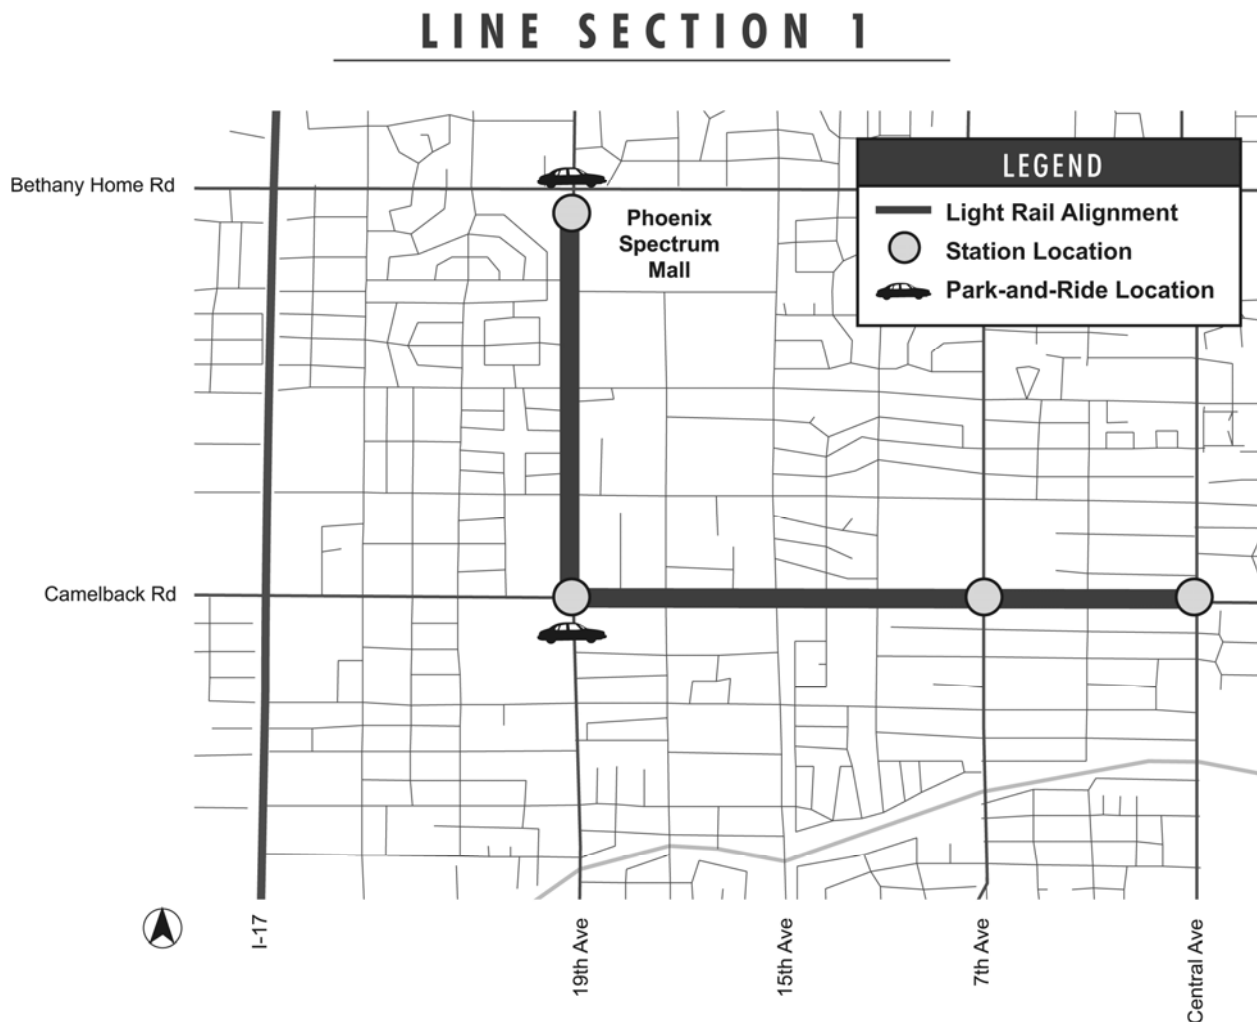 LINE SECTION 1
Bethany Home Rd
Phoenix
Spectrum
Mall
LEGEND
Light Rail Alignment
Station Location
Park-and-Ride Location
Camelback Rd
I-17
19th Ave
15th Ave
7th Ave
Central Ave